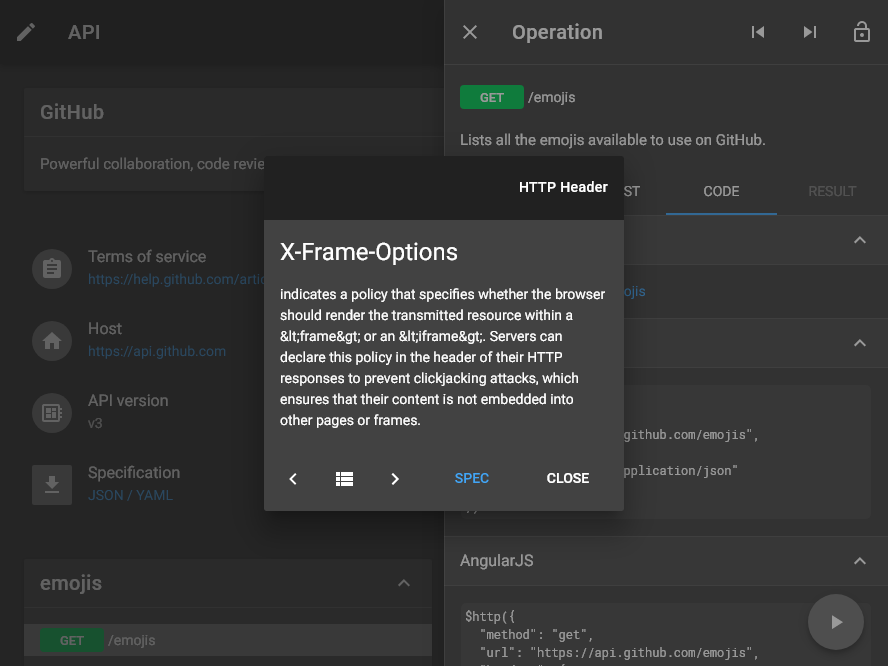 API
Operation
GitHub
Powerful collaboration, code revie
GET /emojis
Lists all the emojis available to use on GitHub.
ST
CODE
RESULT
Terms of service
https://help.github.com/artic
Host
https://api.github.com
API version
v3
Specification
JSON / YAML
emojis
GET /emojis
HTTP Header
X-Frame-Options
indicates a policy that specifies whether the browser
should render the transmitted resource within a
&lt;frame&gt; or an &lt;iframe&gt;. Servers can
declare this policy in the header of their HTTP
responses to prevent clickjacking attacks, which
ensures that their content is not embedded into
other pages or frames.
SPEC
CLOSE
ojis
github.com/emojis",
pplication/json"
AngularJS
$http({
"method": "get",
"url": "https://api.github.com/emojis",